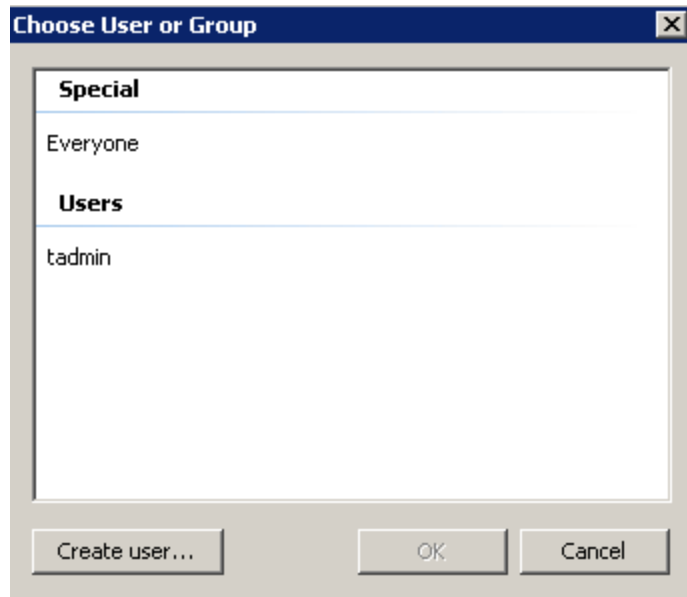 Choose User or Group
Special
Everyone
Users
tadmin
Create user...
OK
Cancel